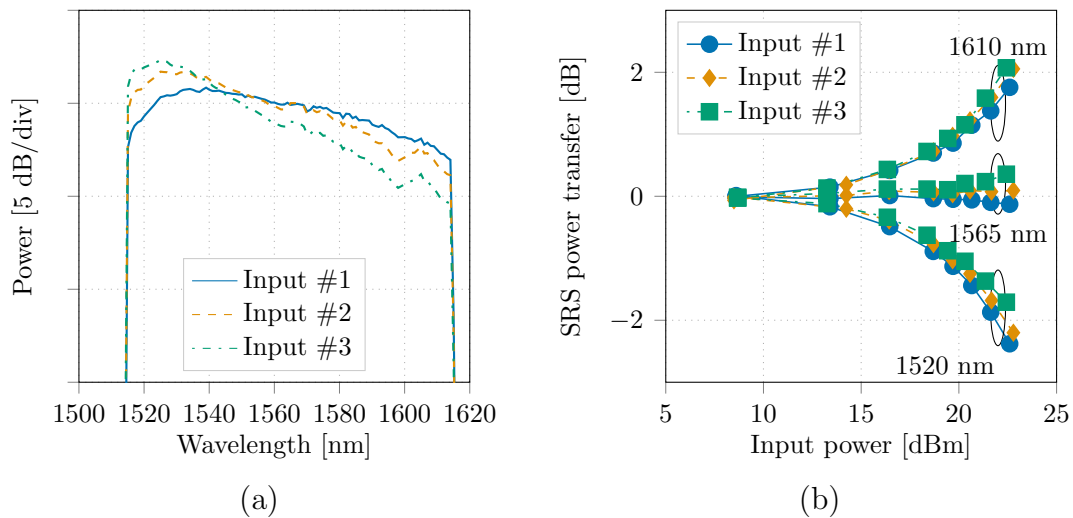 Power [5 dB/div]
Input #1
Input #2
Input #3
1500 1520 1540 1560 1580 1600 1620
Wavelength [nm]
(a)
SRS power transfer [dB]
2
0
−2
Input #1
Input #2
Input #3
1610 nm
1565 nm
1520 nm
5 10 15 20 25
Input power [dBm]
(b)